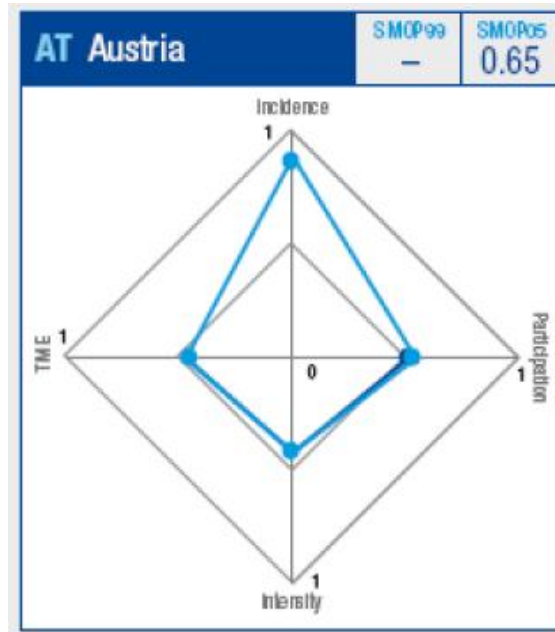 AT Austria
SMOP99
–
SMOP05
0.65
Incidence
1
TME
1
0
Participation
1
1
Intensity